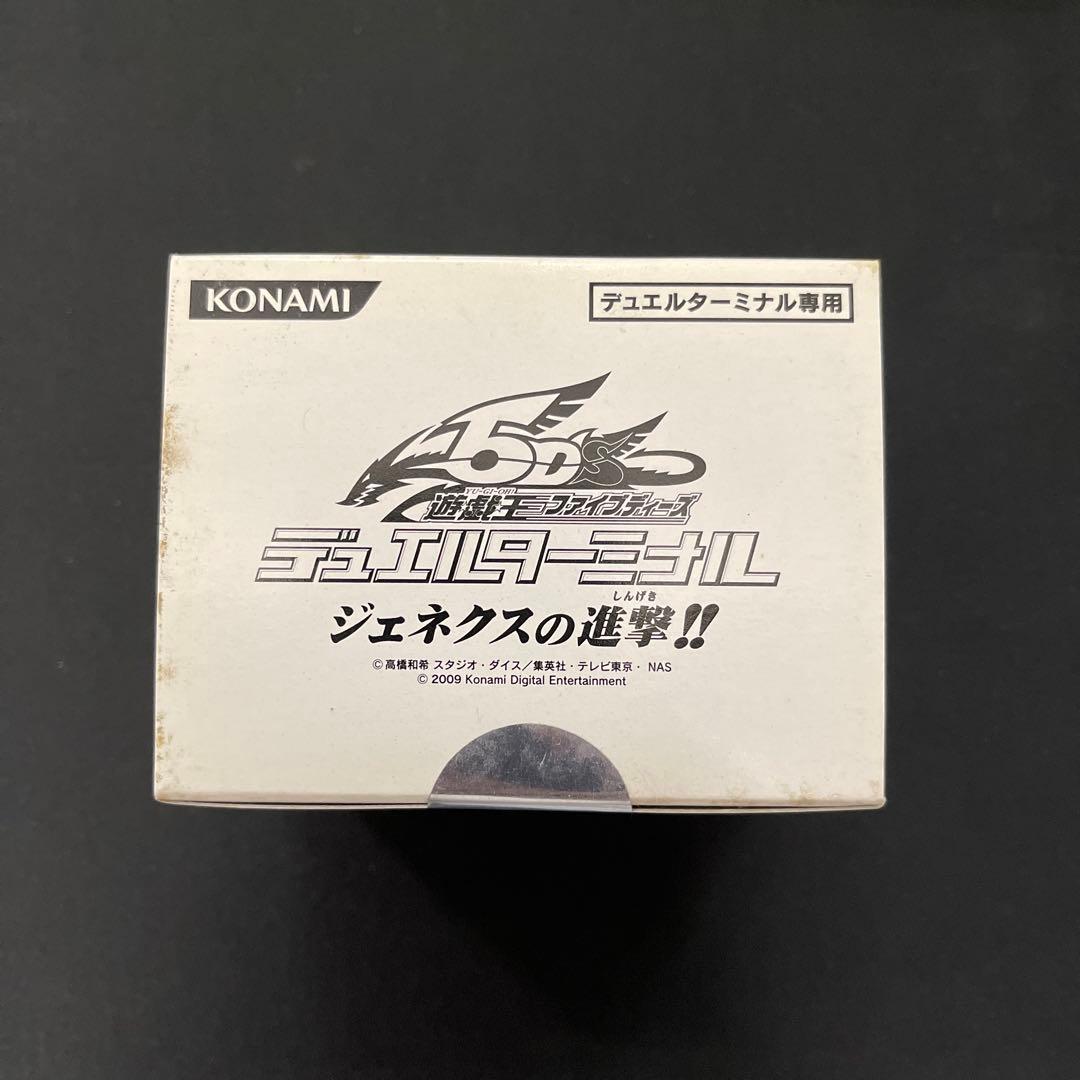 KONAMI
デュエルターミナル専用
5D's
YU-GI-OH!
遊戯王ファイブディーズ
デュエルターミナル
しんげき
ジェネクスの進撃!!
©高橋和希 スタジオ・ダイス／集英社・テレビ東京・NAS
© 2009 Konami Digital Entertainment